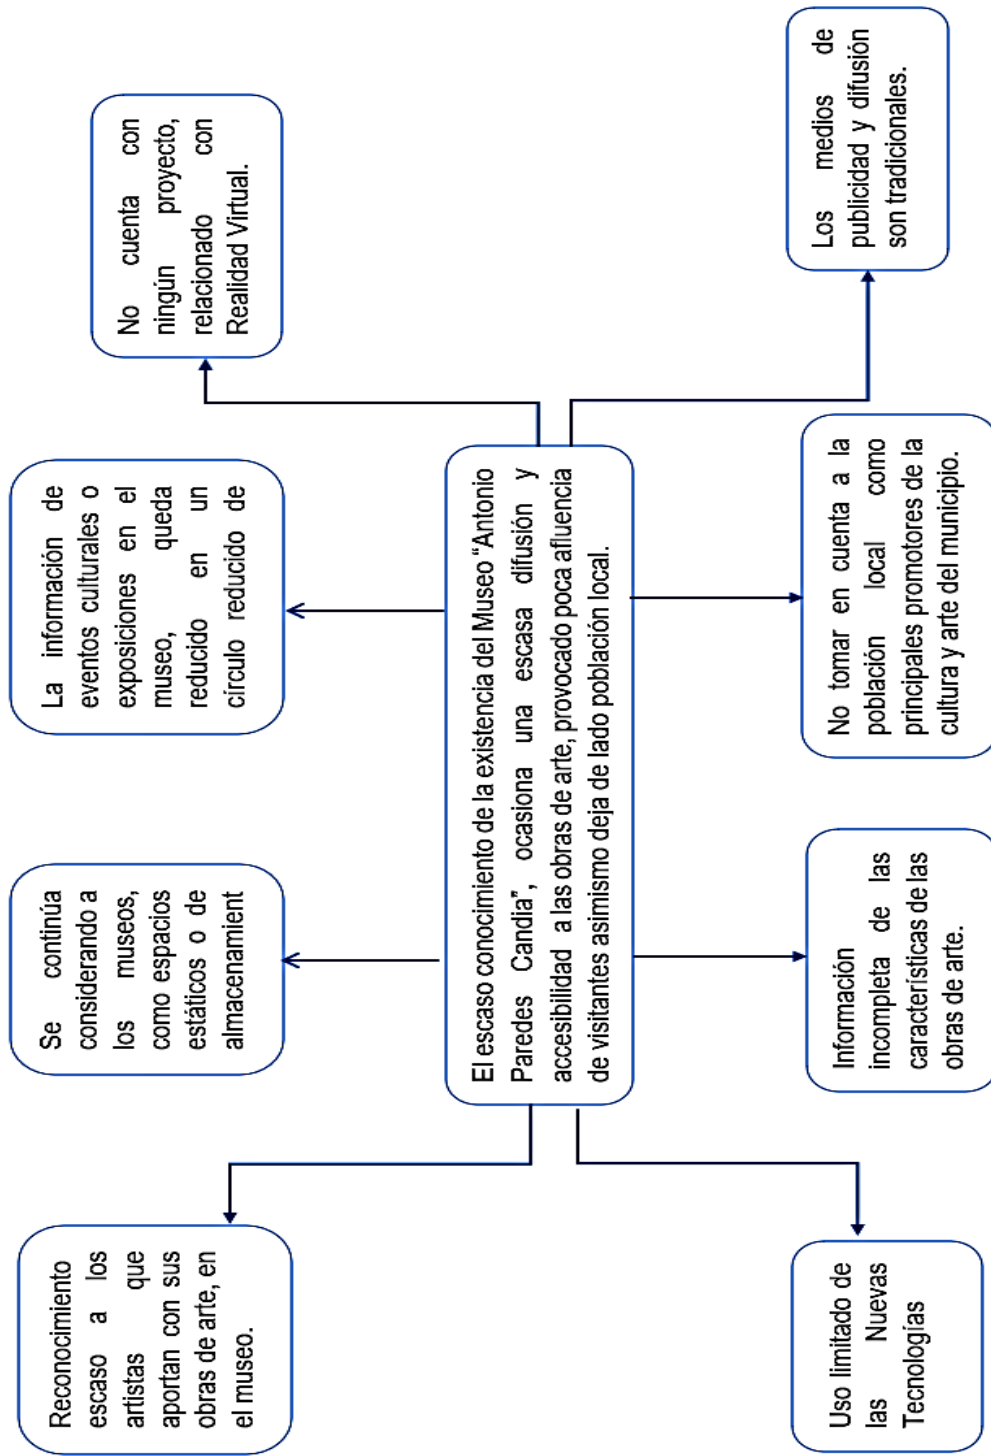 Reconocimiento
escaso a los
artistas que
aportan con sus
obras de arte, en
el museo.
Se continúa
considerando a
los museos,
como espacios
estáticos o de
almacenamient
La información de
eventos culturales o
exposiciones en el
museo, queda
reducido en un
círculo reducido de
No cuenta con
ningún proyecto,
relacionado con
Realidad Virtual.
El escaso conocimiento de la existencia del Museo “Antonio
Paredes Candia”, ocasiona una escasa difusión y
accesibilidad a las obras de arte, provocado poca afluencia
de visitantes asimismo deja de lado población local.
Uso limitado de
las Nuevas
Tecnologías
Información
incompleta de las
características de las
obras de arte.
No tomar en cuenta a la
población local como
principales promotores de la
cultura y arte del municipio.
Los medios de
publicidad y difusión
son tradicionales.